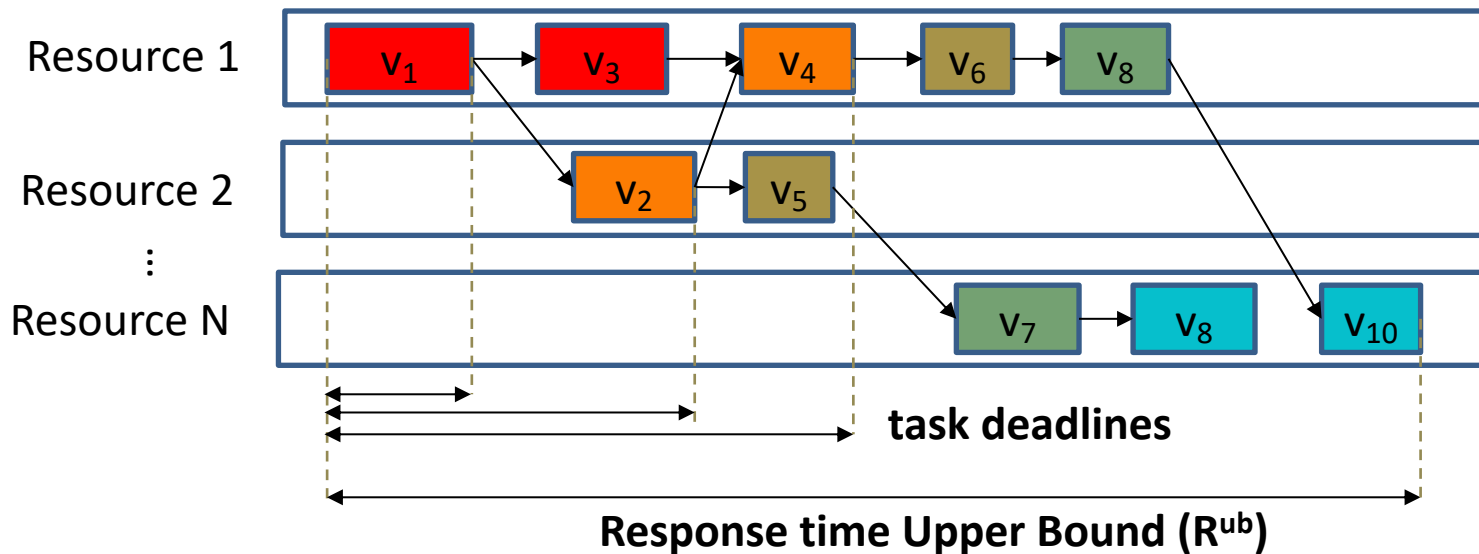 Resource 1 v₁ v₃ v₄ v₆ v₈
Resource 2 v₂ v₅
⋮
Resource N v₇ v₈ v₁₀
task deadlines
Response time Upper Bound (Rᵘᵇ)